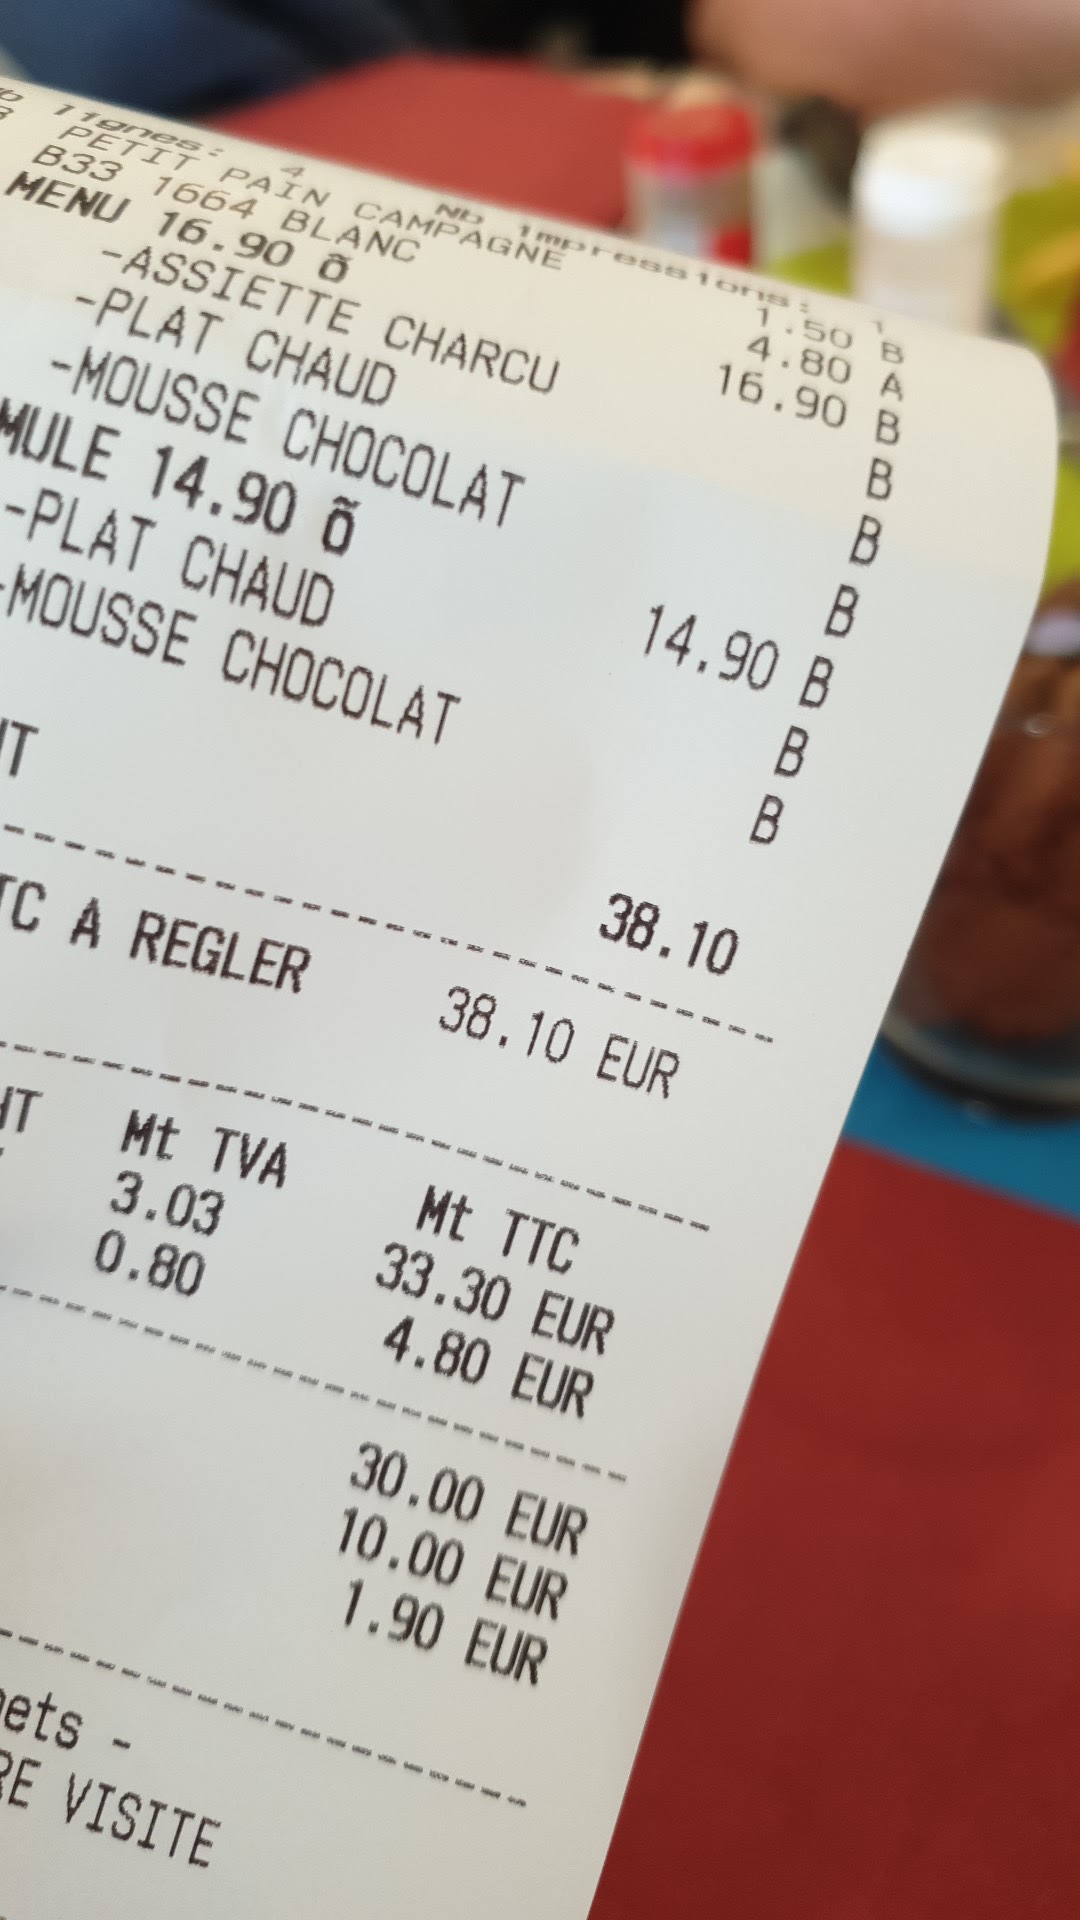 lignes: 4 Nb impressions: 1
PETIT PAIN CAMPAGNE 1.50 B
B33 1664 BLANC 4.80 A
MENU 16.90 õ 16.90 B
-ASSIETTE CHARCU B
-PLAT CHAUD B
-MOUSSE CHOCOLAT B
MULE 14.90 õ 14.90 B
-PLAT CHAUD B
-MOUSSE CHOCOLAT B
HT 38.10
TC A REGLER 38.10 EUR
HT Mt TVA Mt TTC
3.03 33.30 EUR
0.80 4.80 EUR
30.00 EUR
10.00 EUR
1.90 EUR
ets -
RE VISITE